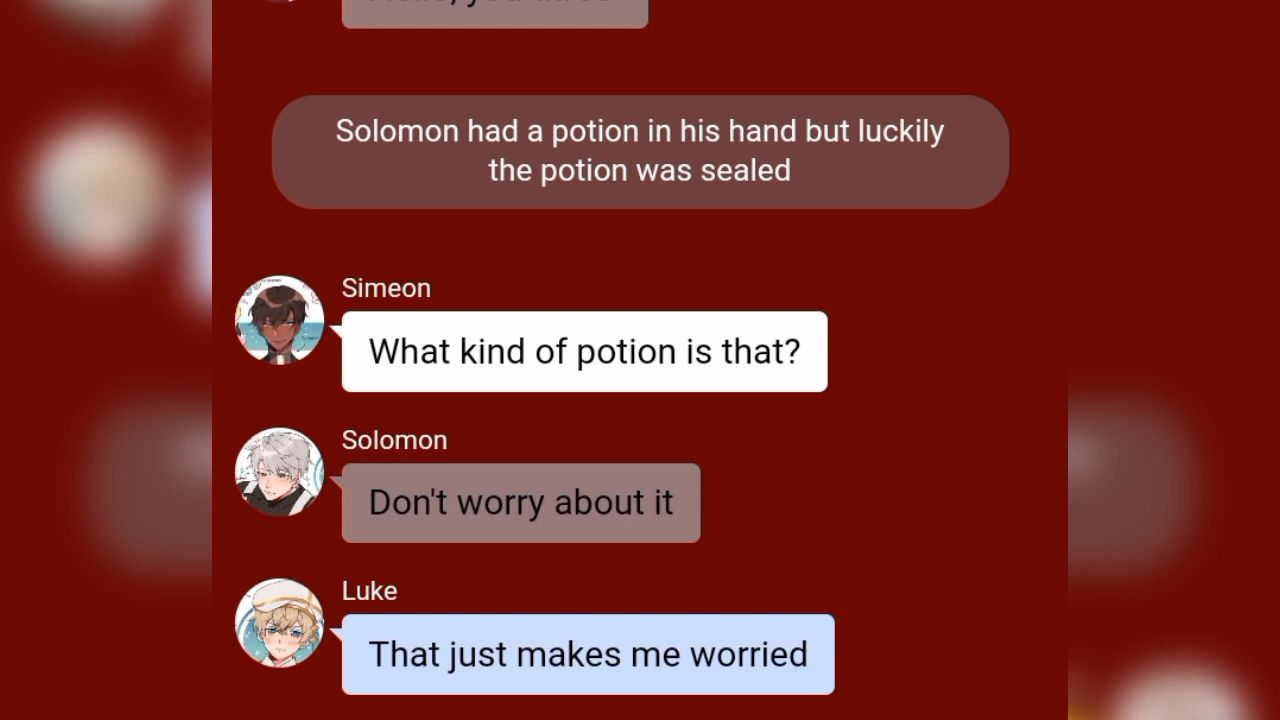 Solomon had a potion in his hand but luckily
the potion was sealed
Simeon
What kind of potion is that?
Solomon
Don't worry about it
Luke
That just makes me worried